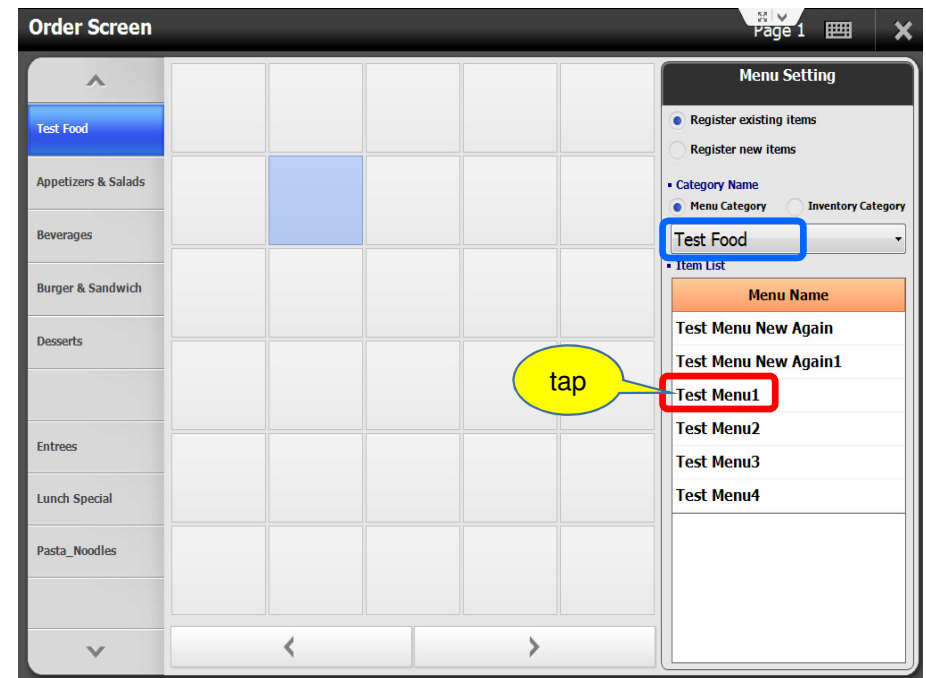 Order Screen
Page 1
Test Food
Appetizers & Salads
Beverages
Burger & Sandwich
Desserts
Entrees
Lunch Special
Pasta_Noodles
tap
Menu Setting
Register existing items
Register new items
Category Name
Menu Category Inventory Category
Test Food
Item List
Menu Name
Test Menu New Again
Test Menu New Again1
Test Menu1
Test Menu2
Test Menu3
Test Menu4